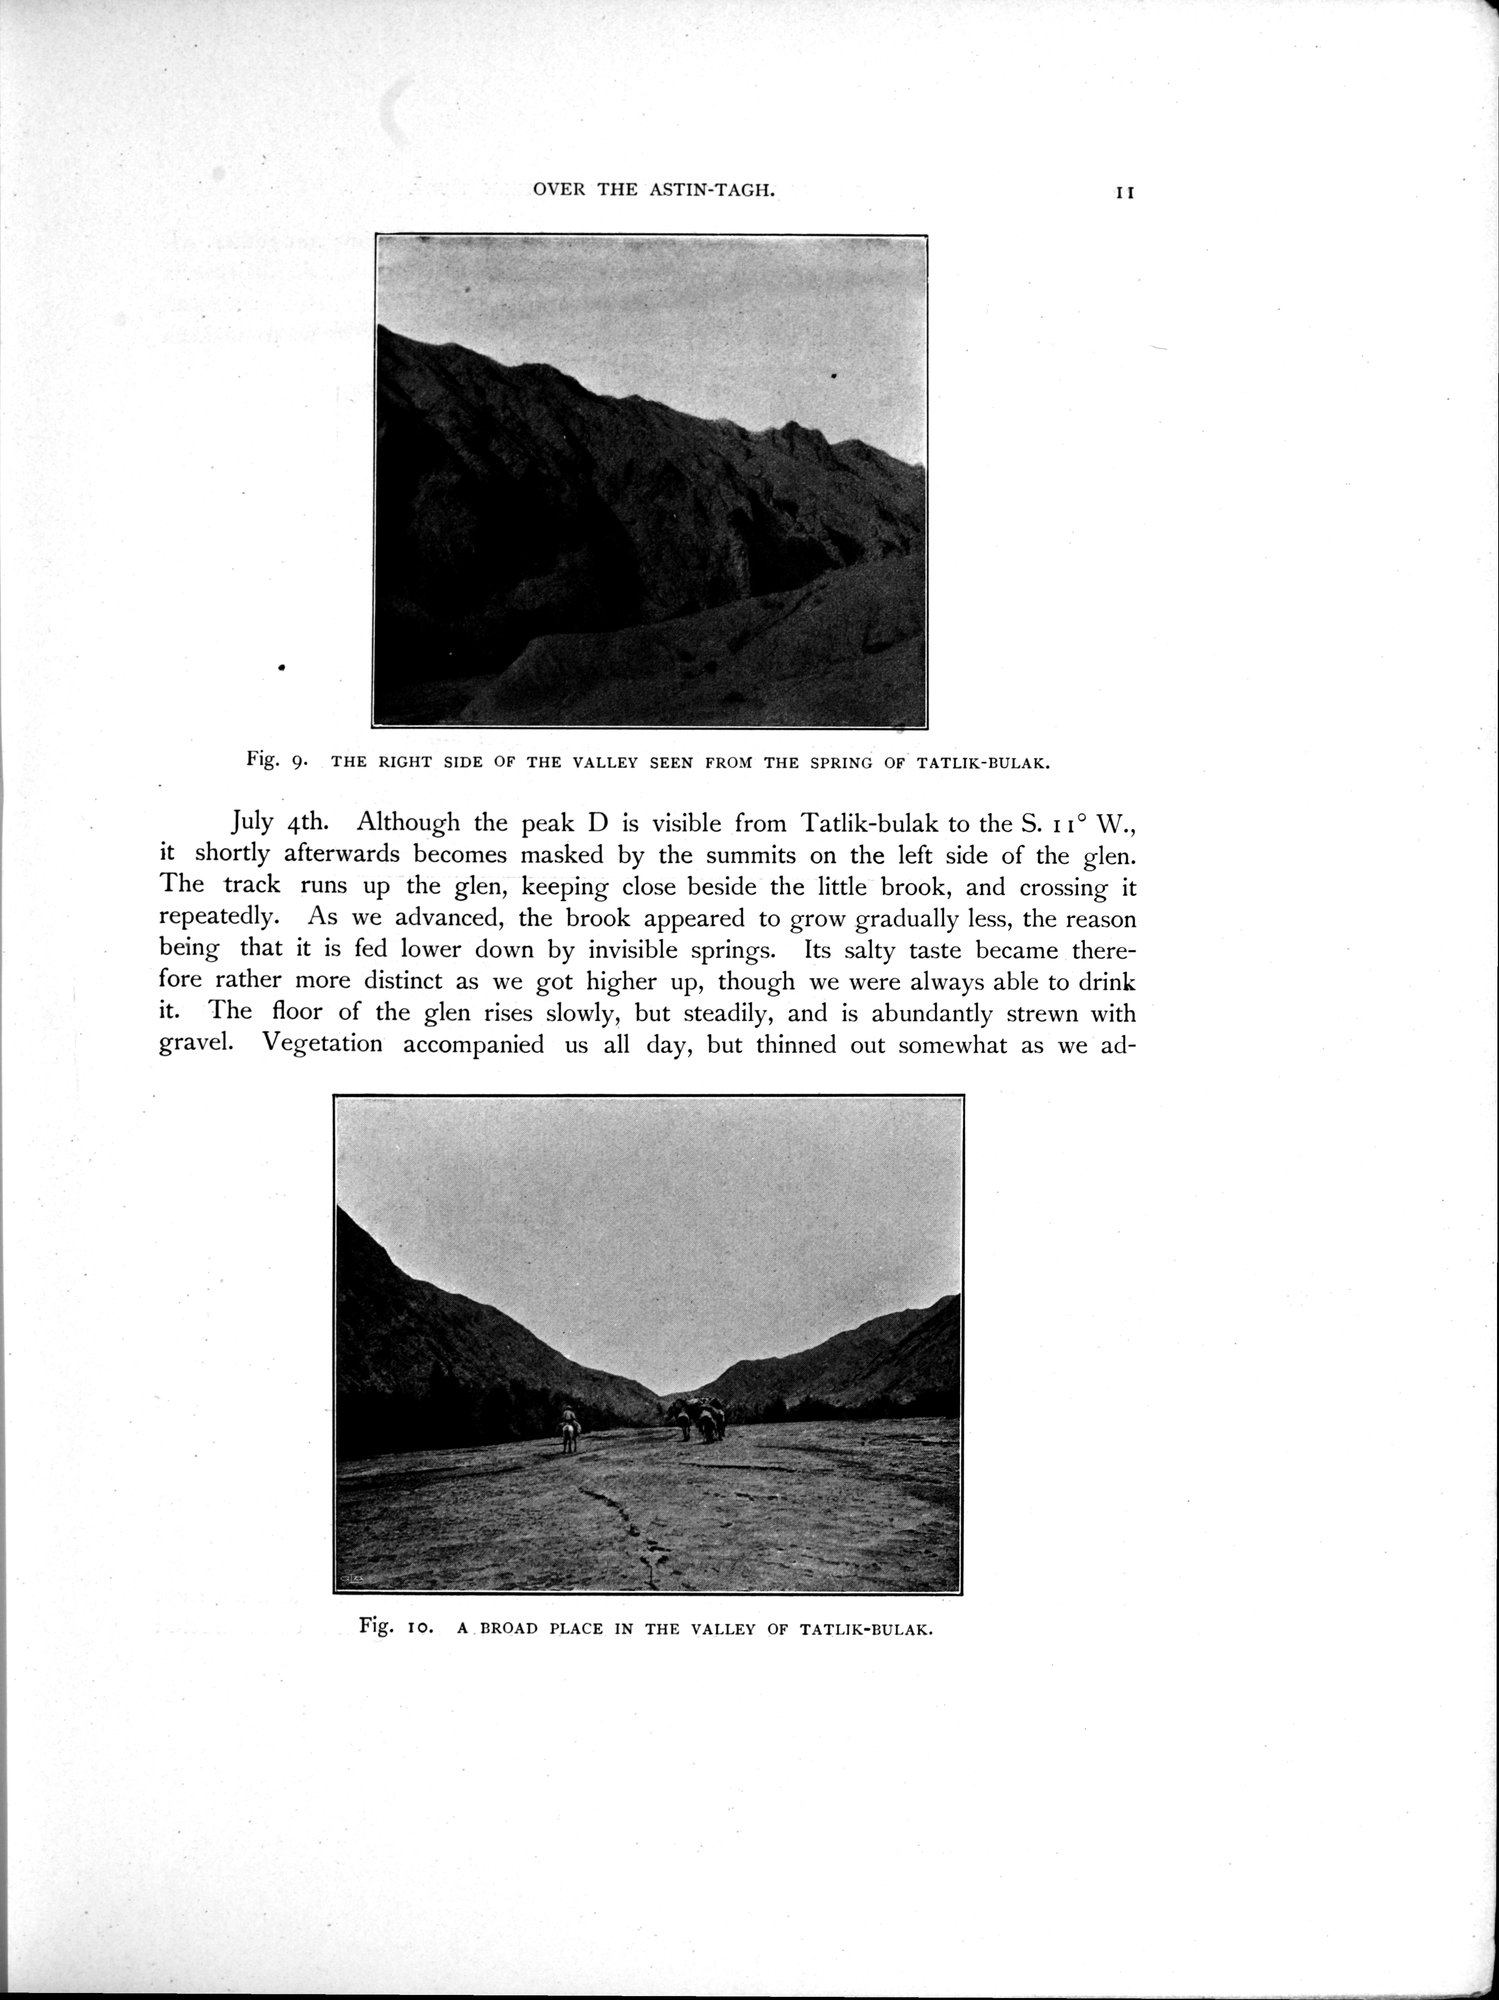 OVER THE ASTIN-TAGH. 11
Fig. 9. THE RIGHT SIDE OF THE VALLEY SEEN FROM THE SPRING OF TATLIK-BULAK.
July 4th. Although the peak D is visible from Tatlik-bulak to the S. 11° W.,
it shortly afterwards becomes masked by the summits on the left side of the glen.
The track runs up the glen, keeping close beside the little brook, and crossing it
repeatedly. As we advanced, the brook appeared to grow gradually less, the reason
being that it is fed lower down by invisible springs. Its salty taste became there-
fore rather more distinct as we got higher up, though we were always able to drink
it. The floor of the glen rises slowly, but steadily, and is abundantly strewn with
gravel. Vegetation accompanied us all day, but thinned out somewhat as we ad-
Fig. 10. A BROAD PLACE IN THE VALLEY OF TATLIK-BULAK.